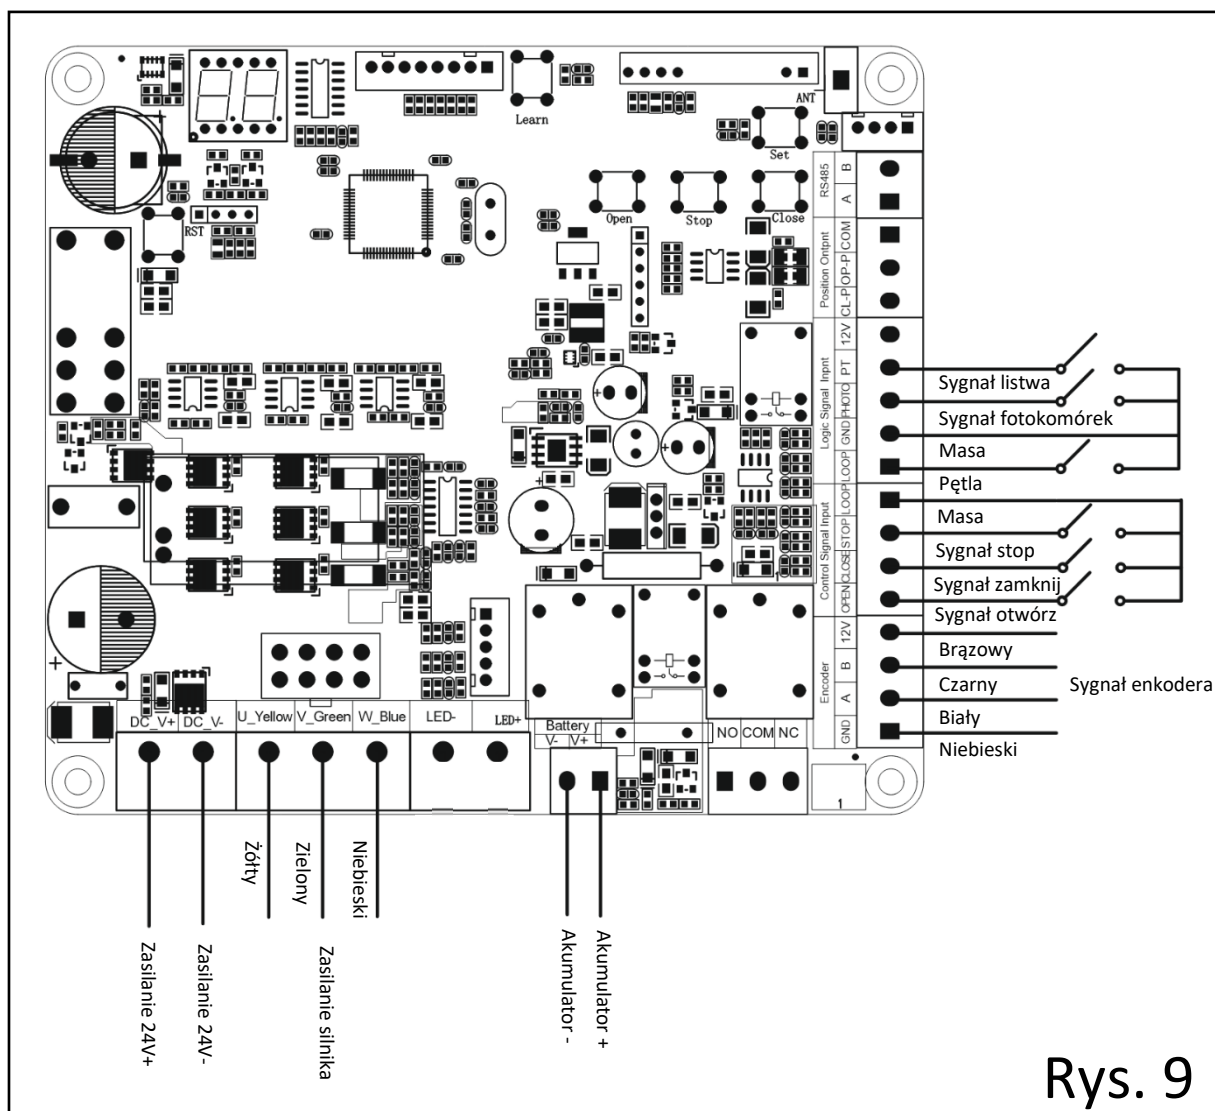 ANT
Learn
Set
Open
Stop
Close
RST
RS485
B
A
Position Ontpnt
COM
OP-P
CL-P
Logic Signal Inpnt
12V
PT
PHOTO
GND
LOOP
Control Signal Input
LOOP
STOP
CLOSE
OPEN
Encoder
12V
B
A
GND
Sygnał listwa
Sygnał fotokomórek
Masa
Pętla
Masa
Sygnał stop
Sygnał zamknij
Sygnał otwórz
Brązowy
Czarny
Sygnał enkodera
Biały
Niebieski
DC_V+
DC_V-
U_Yellow
V_Green
W_Blue
LED-
LED+
Battery
V- V+
NO COM NC
1
1
+
+
+
+
+
Żółty
Zielony
Niebieski
Zasilanie 24V+
Zasilanie 24V-
Zasilanie silnika
Akumulator -
Akumulator +
Rys. 9